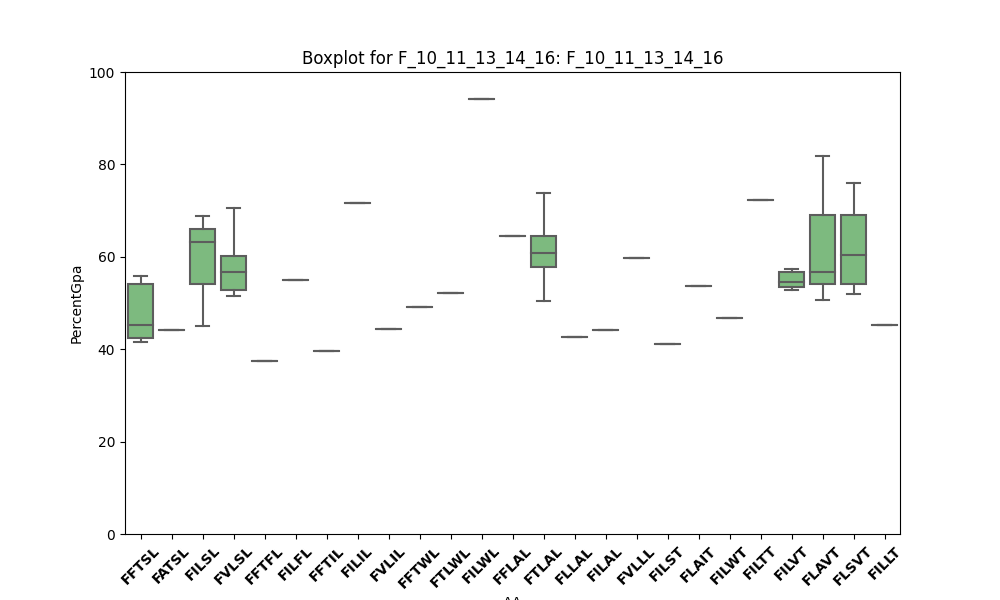 Boxplot for F_10_11_13_14_16: F_10_11_13_14_16
PercentGpa
100
80
60
40
20
0
FFTSL
FATSL
FILSL
FVLSL
FFTFL
FILFL
FFTIL
FILIL
FVLIL
FFTWL
FTLWL
FILWL
FFLAL
FTLAL
FLLAL
FILAL
FVLLL
FILST
FLAIT
FILWT
FILTT
FILVT
FLAVT
FLSVT
FILLT